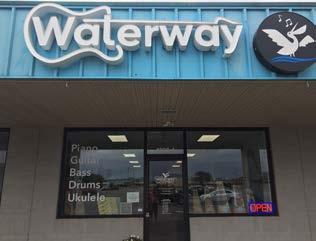 Waterway
Piano
Guitar
Bass
Drums
Ukulele
OPEN